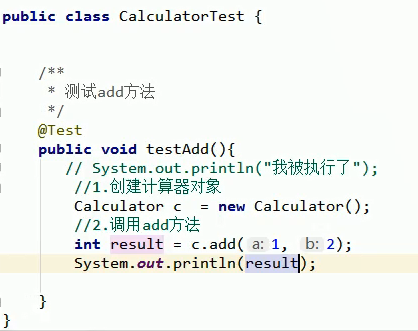 public class CalculatorTest {
/**
* 测试add方法
*/
@Test
public void testAdd(){
// System.out.println("我被执行了");
//1.创建计算器对象
Calculator c  = new Calculator();
//2.调用add方法
int result = c.add( a: 1, b: 2);
System.out.println(result);
}
}